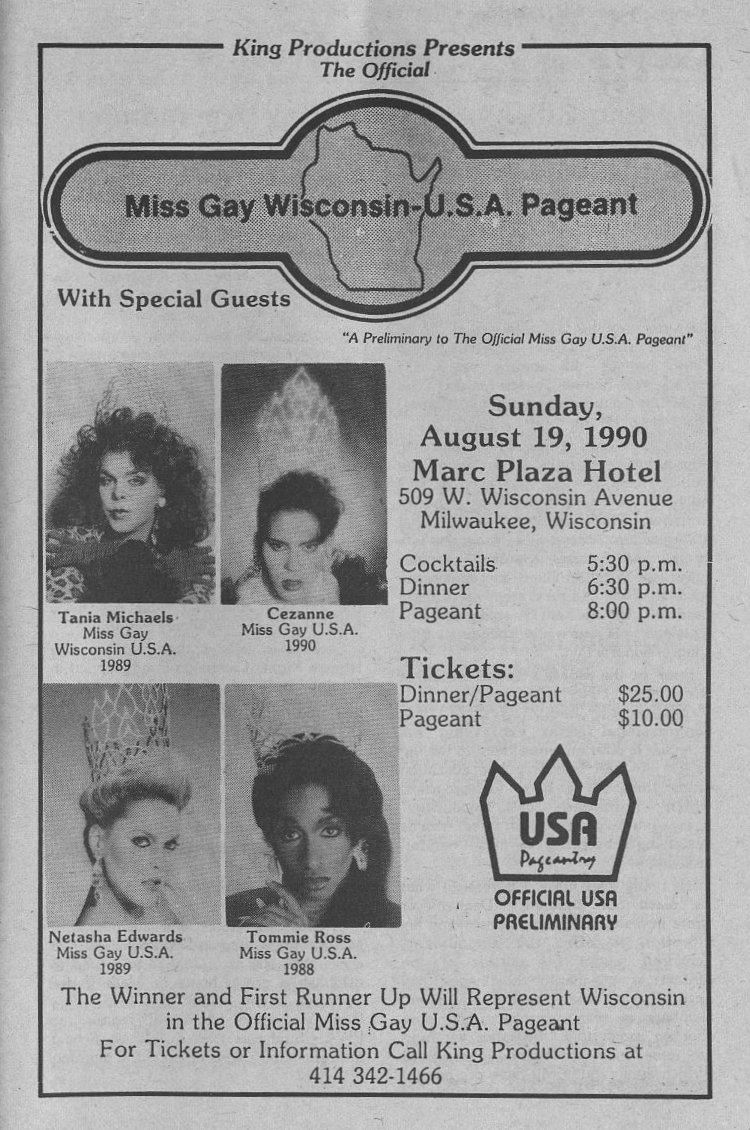 King Productions Presents
The Official
Miss Gay Wisconsin-U.S.A. Pageant
With Special Guests
"A Preliminary to The Official Miss Gay U.S.A. Pageant"
Tania Michaels
Miss Gay
Wisconsin U.S.A.
1989
Cezanne
Miss Gay U.S.A.
1990
Netasha Edwards
Miss Gay U.S.A.
1989
Tommie Ross
Miss Gay U.S.A.
1988
Sunday,
August 19, 1990
Marc Plaza Hotel
509 W. Wisconsin Avenue
Milwaukee, Wisconsin
Cocktails 5:30 p.m.
Dinner 6:30 p.m.
Pageant 8:00 p.m.
Tickets:
Dinner/Pageant $25.00
Pageant $10.00
USA
Pageantry
OFFICIAL USA
PRELIMINARY
The Winner and First Runner Up Will Represent Wisconsin
in the Official Miss Gay U.S.A. Pageant
For Tickets or Information Call King Productions at
414 342-1466